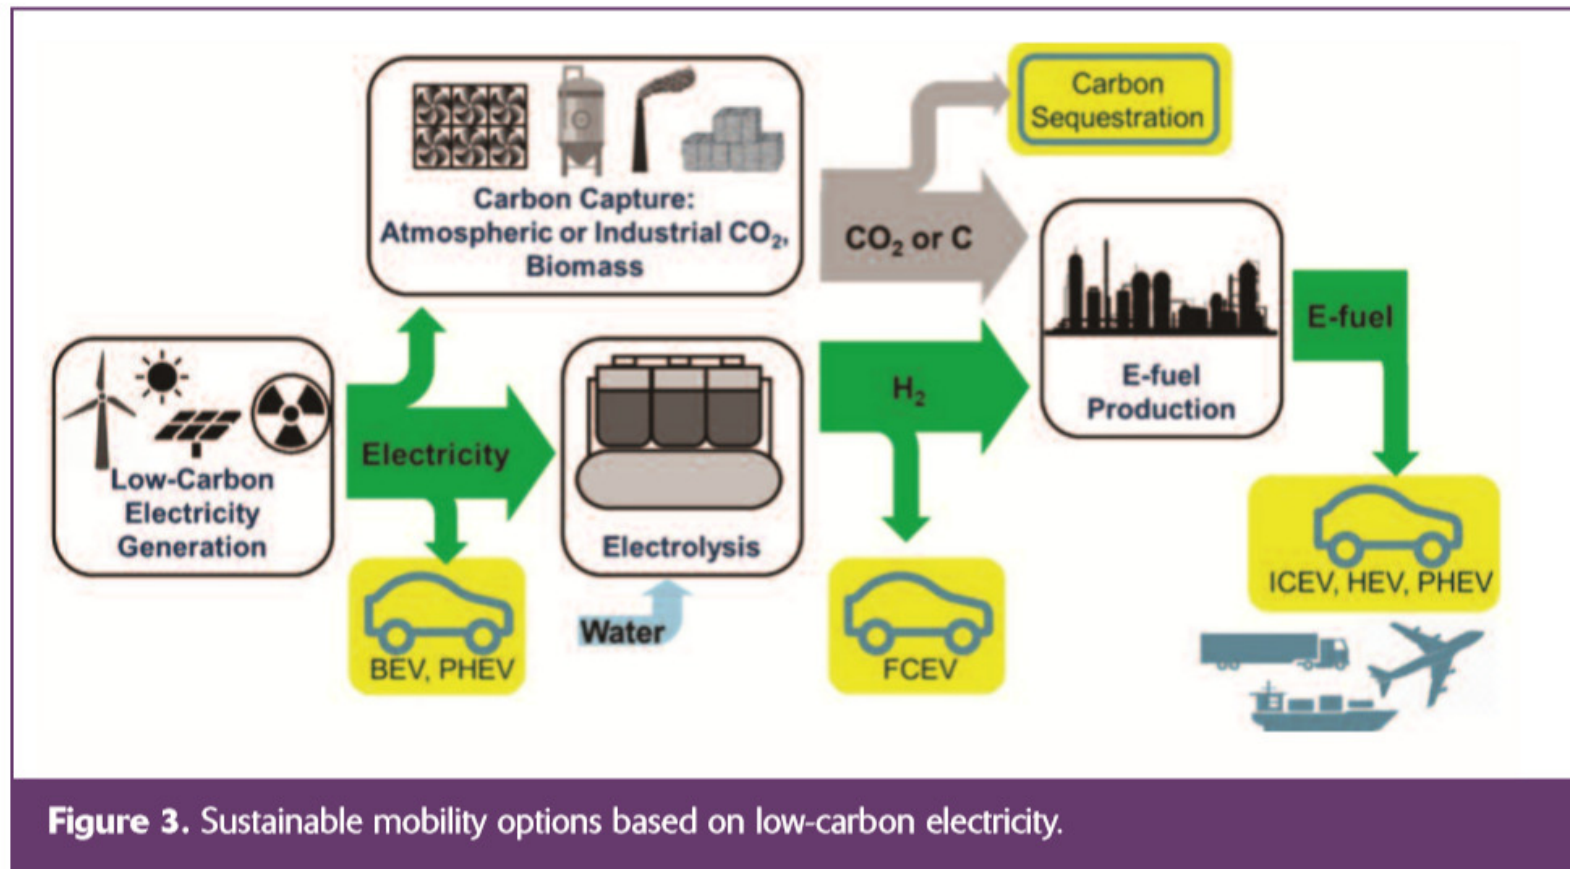 Carbon
Sequestration
Carbon Capture:
Atmospheric or Industrial CO₂,
Biomass
CO₂ or C
E-fuel
Production
E-fuel
Low-Carbon
Electricity
Generation
Electricity
Electrolysis
H₂
Water
BEV, PHEV
FCEV
ICEV, HEV, PHEV
Figure 3. Sustainable mobility options based on low-carbon electricity.